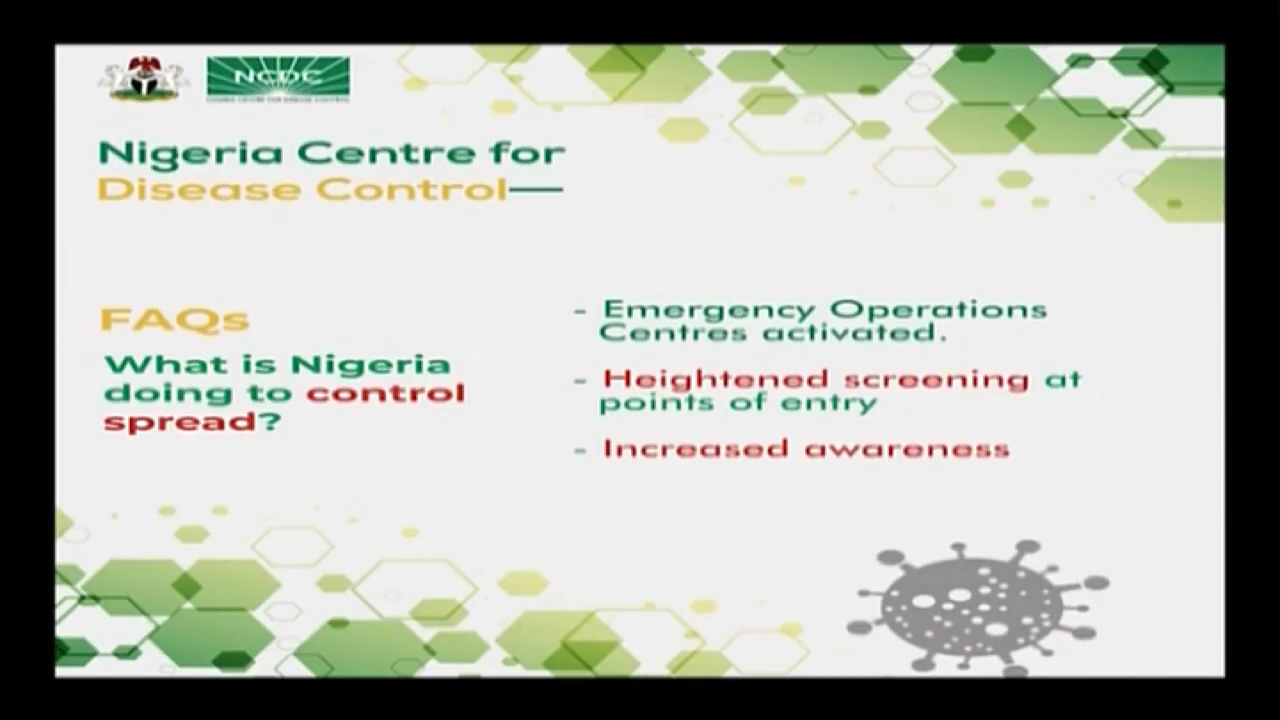 NCDC
Nigeria Centre for
Disease Control—
FAQs
What is Nigeria
doing to control
spread?
- Emergency Operations
Centres activated.
- Heightened screening at
points of entry
- Increased awareness